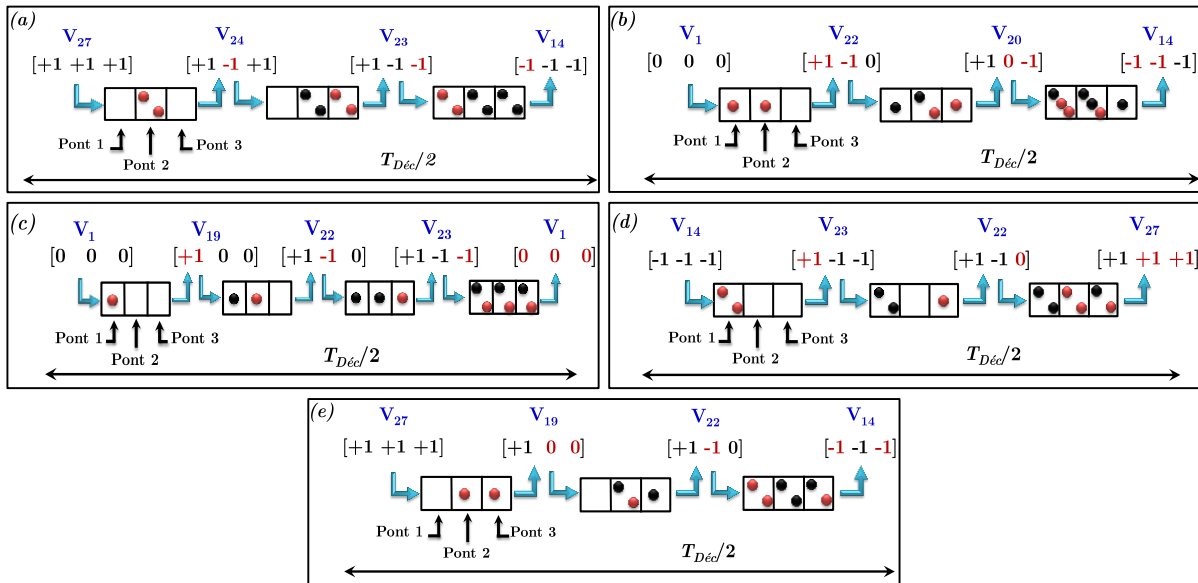 (a)
V27 V24 V23 V14
[+1 +1 +1] [+1 -1 +1] [+1 -1 -1] [-1 -1 -1]
Pont 1 Pont 3
Pont 2
TDéc/2
(b)
V1 V22 V20 V14
[0 0 0] [+1 -1 0] [+1 0 -1] [-1 -1 -1]
Pont 1 Pont 3
Pont 2
TDéc/2
(c)
V1 V19 V22 V23 V1
[0 0 0] [+1 0 0] [+1 -1 0] [+1 -1 -1] [0 0 0]
Pont 1 Pont 3
Pont 2
TDéc/2
(d)
V14 V23 V22 V27
[-1 -1 -1] [+1 -1 -1] [+1 -1 0] [+1 +1 +1]
Pont 1 Pont 3
Pont 2
TDéc/2
(e)
V27 V19 V22 V14
[+1 +1 +1] [+1 0 0] [+1 -1 0] [-1 -1 -1]
Pont 1 Pont 3
Pont 2
TDéc/2